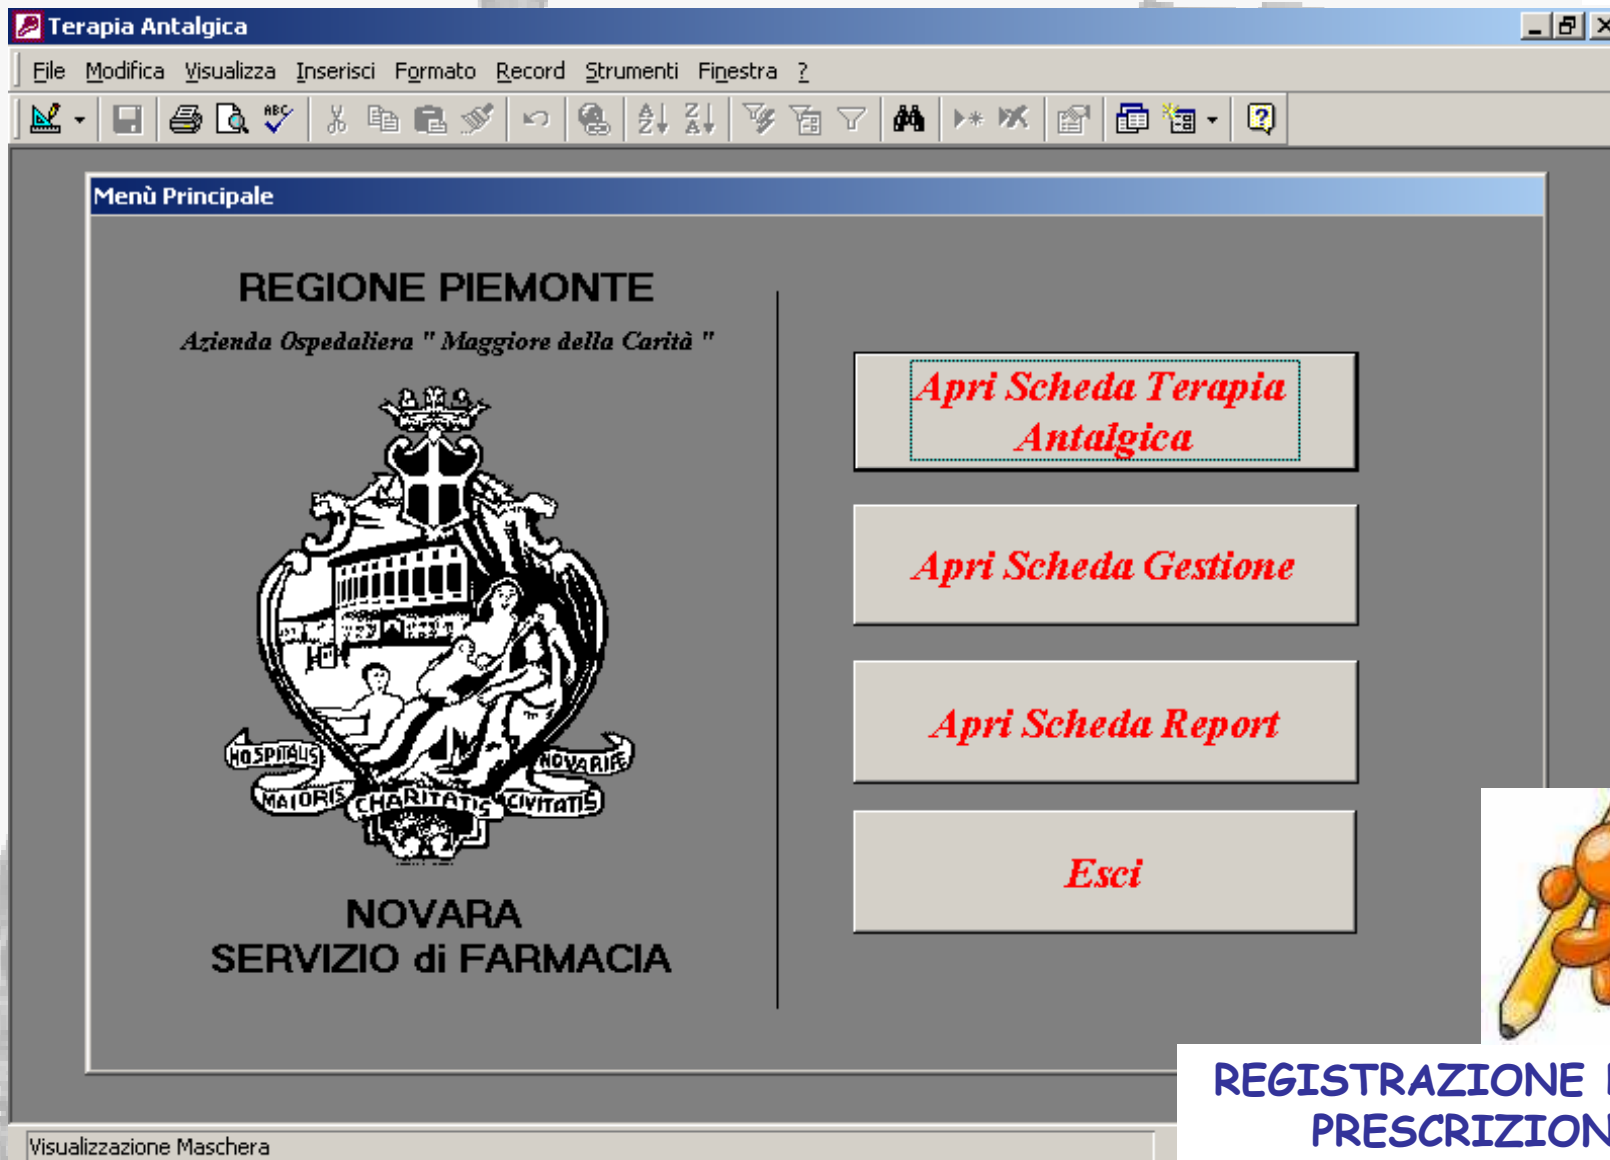 Terapia Antalgica
File Modifica Visualizza Inserisci Formato Record Strumenti Finestra ?
Menù Principale
REGIONE PIEMONTE
Azienda Ospedaliera " Maggiore della Carità "
HOSPITALIS
NOVARIÆ
MAIORIS CHARITATIS CIVITATIS
NOVARA
SERVIZIO di FARMACIA
Apri Scheda Terapia
Antalgica
Apri Scheda Gestione
Apri Scheda Report
Esci
REGISTRAZIONE
PRESCRIZION
Visualizzazione Maschera